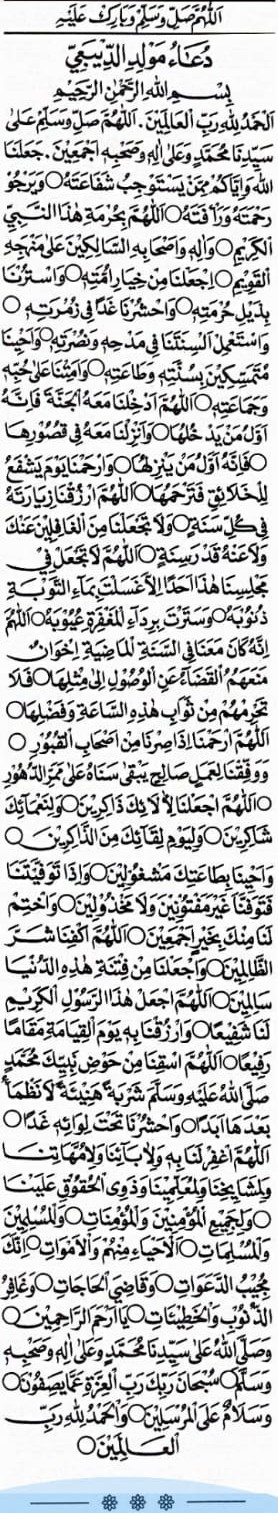 اَللّٰهُمَّ صَلِّ وَسَلِّمْ وَبَارِكْ عَلَيْهِ
دُعَاءُ مَوْلِدِ الدِّيْبَعِيّ
بِسْمِ اللهِ الرَّحْمٰنِ الرَّحِيْمِ
اَلْحَمْدُ لِلّٰهِ رَبِّ الْعَالَمِيْنَ. اَللّٰهُمَّ صَلِّ وَسَلِّمْ عَلٰى
سَيِّدِنَا مُحَمَّدٍ وَعَلٰى اٰلِهٖ وَصَحْبِهٖ اَجْمَعِيْنَ. جَعَلَنَا
اللهُ وَاِيَّاكُمْ مِمَّنْ يَسْتَوْجِبُ شَفَاعَتَهُ○ وَيَرْجُوْ
رَحْمَتَهُ وَرَأْفَتَهُ○ اَللّٰهُمَّ بِحُرْمَةِ هٰذَا النَّبِيِّ
الْكَرِيْمِ○ وَاٰلِهٖ وَاَصْحَابِهِ السَّالِكِيْنَ عَلٰى مَنْهَجِهِ
الْقَوِيْمِ○ اِجْعَلْنَا مِنْ خِيَارِ اُمَّتِهٖ○ وَاسْتُرْنَا
بِذَيْلِ حُرْمَتِهٖ○ وَاحْشُرْنَا غَدًا فِيْ زُمْرَتِهٖ○
وَاسْتَعْمِلْ اَلْسِنَتَنَا فِيْ مَدْحِهٖ وَنُصْرَتِهٖ○ وَاَحْيِنَا
مُتَمَسِّكِيْنَ بِسُنَّتِهٖ وَطَاعَتِهٖ○ وَاَمِتْنَا عَلٰى حُبِّهٖ
وَجَمَاعَتِهٖ○ اَللّٰهُمَّ اَدْخِلْنَا مَعَهُ الْجَنَّةَ○ فَاِنَّهُ
اَوَّلُ مَنْ يَدْخُلُهَا○ وَاَنْزِلْنَا مَعَهُ فِيْ قُصُوْرِهَا
○ فَاِنَّهُ اَوَّلُ مَنْ يَنْزِلُهَا○ وَارْحَمْنَا يَوْمَ يَشْفَعُ
لِلْخَلَائِقِ فَتَرْحَمُهَا○ اَللّٰهُمَّ ارْزُقْنَا زِيَارَتَهُ
فِيْ كُلِّ سَنَةٍ○ وَلَا تَجْعَلْنَا مِنَ الْغَافِلِيْنَ عَنْكَ
وَلَا عَنْهُ قَدْرَ سِنَةٍ○ اَللّٰهُمَّ لَا تَجْعَلْ فِيْ
مَجْلِسِنَا هٰذَا اَحَدًا اِلَّا غَسَلْتَ بِمَاءِ التَّوْبَةِ
ذُنُوْبَهُ○ وَسَتَرْتَ بِرِدَاءِ الْمَغْفِرَةِ عُيُوْبَهُ○ اَللّٰهُمَّ
اِنَّهُ كَانَ مَعَنَا فِي السَّنَةِ الْمَاضِيَةِ اِخْوَانٌ
مَنَعَهُمُ الْقَضَاءُ عَنِ الْوُصُوْلِ اِلٰى مِثْلِهَا○ فَلَا
تَحْرِمْهُمْ مِنْ ثَوَابِ هٰذِهِ السَّاعَةِ وَفَضْلِهَا○
اَللّٰهُمَّ ارْحَمْنَا اِذَا صِرْنَا مِنْ اَصْحَابِ الْقُبُوْرِ○
وَوَفِّقْنَا لِعَمَلٍ صَالِحٍ يَبْقٰى سَنَاهُ عَلٰى مَمَرِّ الدُّهُوْرِ
○ اَللّٰهُمَّ اجْعَلْنَا لِاٰلَائِكَ ذَاكِرِيْنَ○ وَلِنَعْمَائِكَ
شَاكِرِيْنَ○ وَلِيَوْمِ لِقَائِكَ مِنَ الذَّاكِرِيْنَ○
وَاَحْيِنَا بِطَاعَتِكَ مَشْغُوْلِيْنَ○ وَاِذَا تَوَفَّيْتَنَا
فَتَوَفَّنَا غَيْرَ مَفْتُوْنِيْنَ وَلَا مَخْذُوْلِيْنَ○ وَاخْتِمْ
لَنَا مِنْكَ بِخَيْرٍ اَجْمَعِيْنَ○ اَللّٰهُمَّ اكْفِنَا شَرَّ
الظَّالِمِيْنَ○ وَاجْعَلْنَا مِنْ فِتْنَةِ هٰذِهِ الدُّنْيَا
سَالِمِيْنَ○ اَللّٰهُمَّ اجْعَلْ هٰذَا الرَّسُوْلَ الْكَرِيْمَ
لَنَا شَفِيْعًا○ وَارْزُقْنَا بِهٖ يَوْمَ الْقِيَامَةِ مَقَامًا
رَفِيْعًا○ اَللّٰهُمَّ اسْقِنَا مِنْ حَوْضِ نَبِيِّكَ مُحَمَّدٍ
صَلَّى اللهُ عَلَيْهِ وَسَلَّمَ شَرْبَةً هَنِيْئَةً لَا نَظْمَأُ
بَعْدَهَا اَبَدًا○ وَاحْشُرْنَا تَحْتَ لِوَائِهٖ غَدًا○
اَللّٰهُمَّ اغْفِرْ لَنَا بِهٖ وَلِاٰبَائِنَا وَلِاُمَّهَاتِنَا
وَلِمَشَايِخِنَا وَلِمُعَلِّمِيْنَا وَذَوِي الْحُقُوْقِ عَلَيْنَا
○ وَلِجَمِيْعِ الْمُؤْمِنِيْنَ وَالْمُؤْمِنَاتِ○ وَالْمُسْلِمِيْنَ
وَالْمُسْلِمَاتِ○ اَلْاَحْيَاءِ مِنْهُمْ وَالْاَمْوَاتِ○ اِنَّكَ
مُجِيْبُ الدَّعَوَاتِ○ وَقَاضِي الْحَاجَاتِ○ وَغَافِرُ
الذُّنُوْبِ وَالْخَطِيْئَاتِ○ يَا اَرْحَمَ الرَّاحِمِيْنَ○
وَصَلَّى اللهُ عَلٰى سَيِّدِنَا مُحَمَّدٍ وَعَلٰى اٰلِهٖ وَصَحْبِهٖ
وَسَلَّمَ○ سُبْحَانَ رَبِّكَ رَبِّ الْعِزَّةِ عَمَّا يَصِفُوْنَ○
وَسَلَامٌ عَلَى الْمُرْسَلِيْنَ○ وَالْحَمْدُ لِلّٰهِ رَبِّ
الْعَالَمِيْنَ○